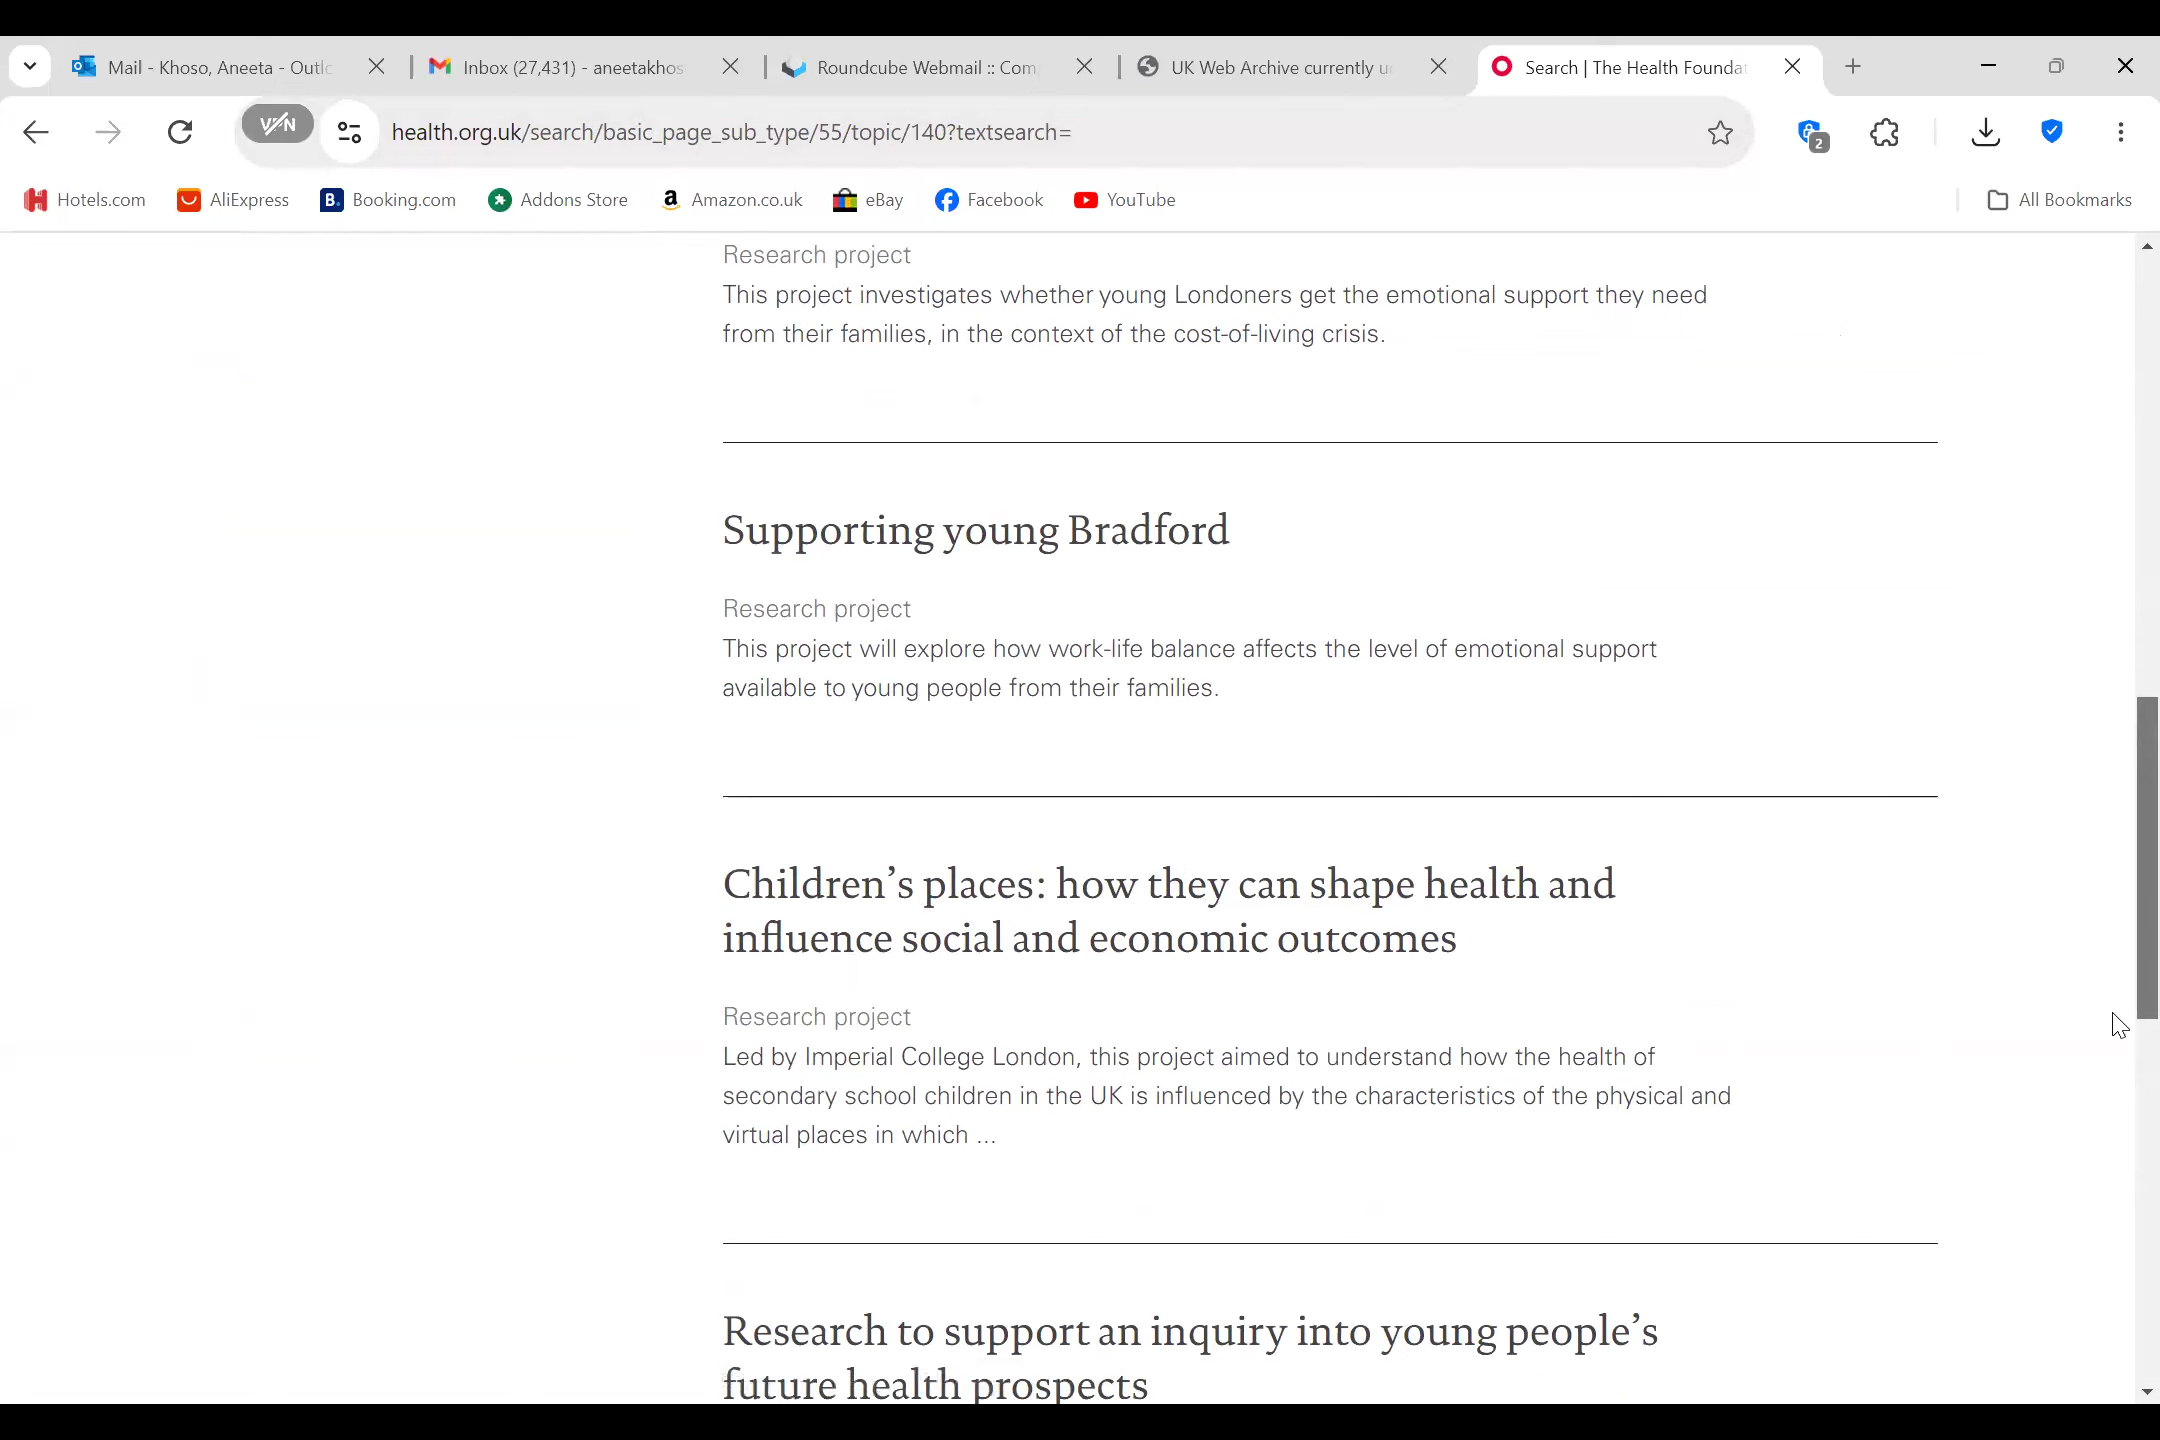 Mail - Khoso, Aneeta - Outlo
Inbox (27,431) - aneetakhos
Roundcube Webmail :: Com
UK Web Archive currently u
Search | The Health Foundat
VPN
health.org.uk/search/basic_page_sub_type/55/topic/140?textsearch=
2
Hotels.com
AliExpress
B. Booking.com
Addons Store
a Amazon.co.uk
eBay
Facebook
YouTube
All Bookmarks
Research project
This project investigates whether young Londoners get the emotional support they need
from their families, in the context of the cost-of-living crisis.
Supporting young Bradford
Research project
This project will explore how work-life balance affects the level of emotional support
available to young people from their families.
Children’s places: how they can shape health and
influence social and economic outcomes
Research project
Led by Imperial College London, this project aimed to understand how the health of
secondary school children in the UK is influenced by the characteristics of the physical and
virtual places in which ...
Research to support an inquiry into young people’s
future health prospects